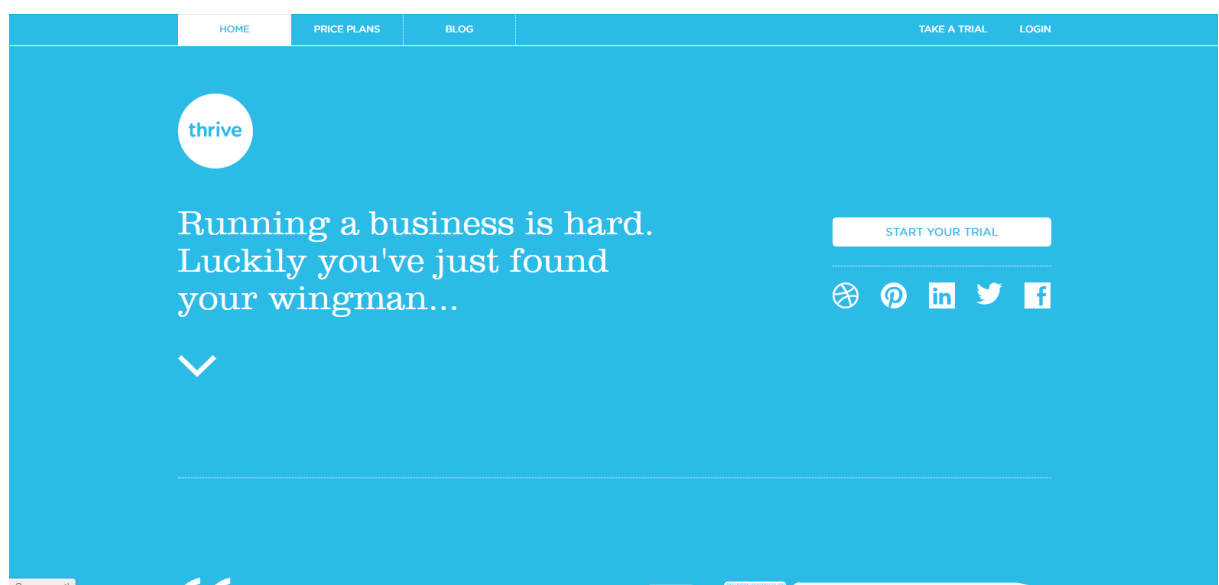 HOME PRICE PLANS BLOG TAKE A TRIAL LOGIN
thrive
Running a business is hard.
Luckily you've just found
your wingman...
START YOUR TRIAL